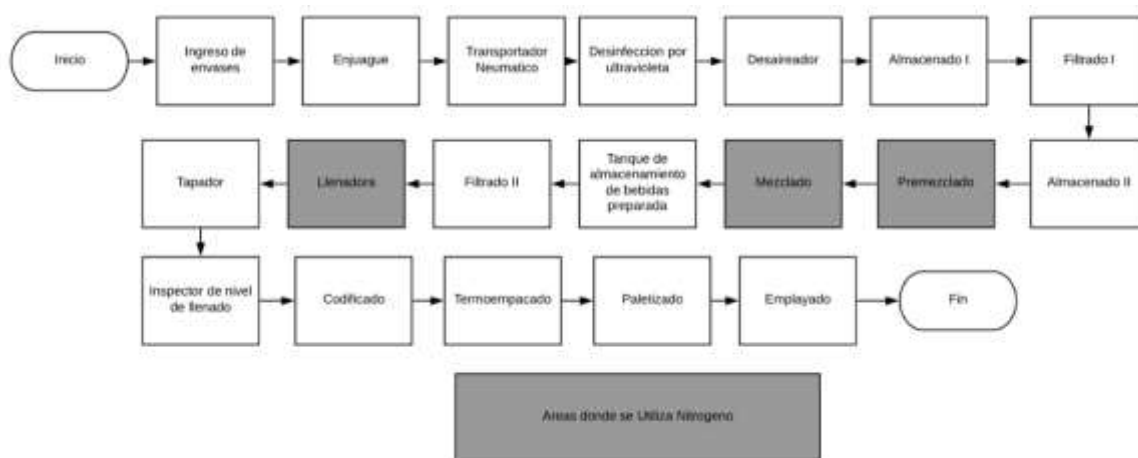 Inicio
Ingreso de
envases
Enjuague
Transportador
Neumatico
Desinfeccion por
ultravioleta
Desaireador
Almacenado I
Filtrado I
Almacenado II
Premezclado
Mezclado
Tanque de
almacenamiento
de bebidas
preparada
Filtrado II
Llenadora
Tapador
Inspector de nivel
de llenado
Codificado
Termoempacado
Paletizado
Emplayado
Fin
Areas donde se Utiliza Nitrogeno